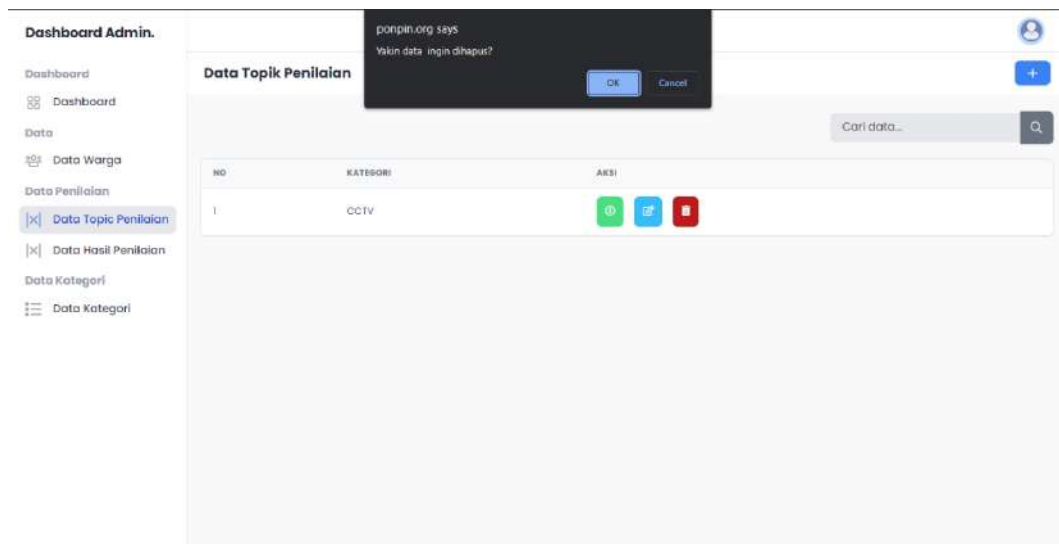 Dashboard Admin.
ponpin.org says
Yakin data ingin dihapus?
OK
Cancel
Dashboard
Dashboard
Data
Data Warga
Data Penilaian
Data Topic Penilaian
Data Hasil Penilaian
Data Kategori
Data Kategori
Data Topik Penilaian
+
Cari data...
NO KATEGORI AKSI
1 CCTV